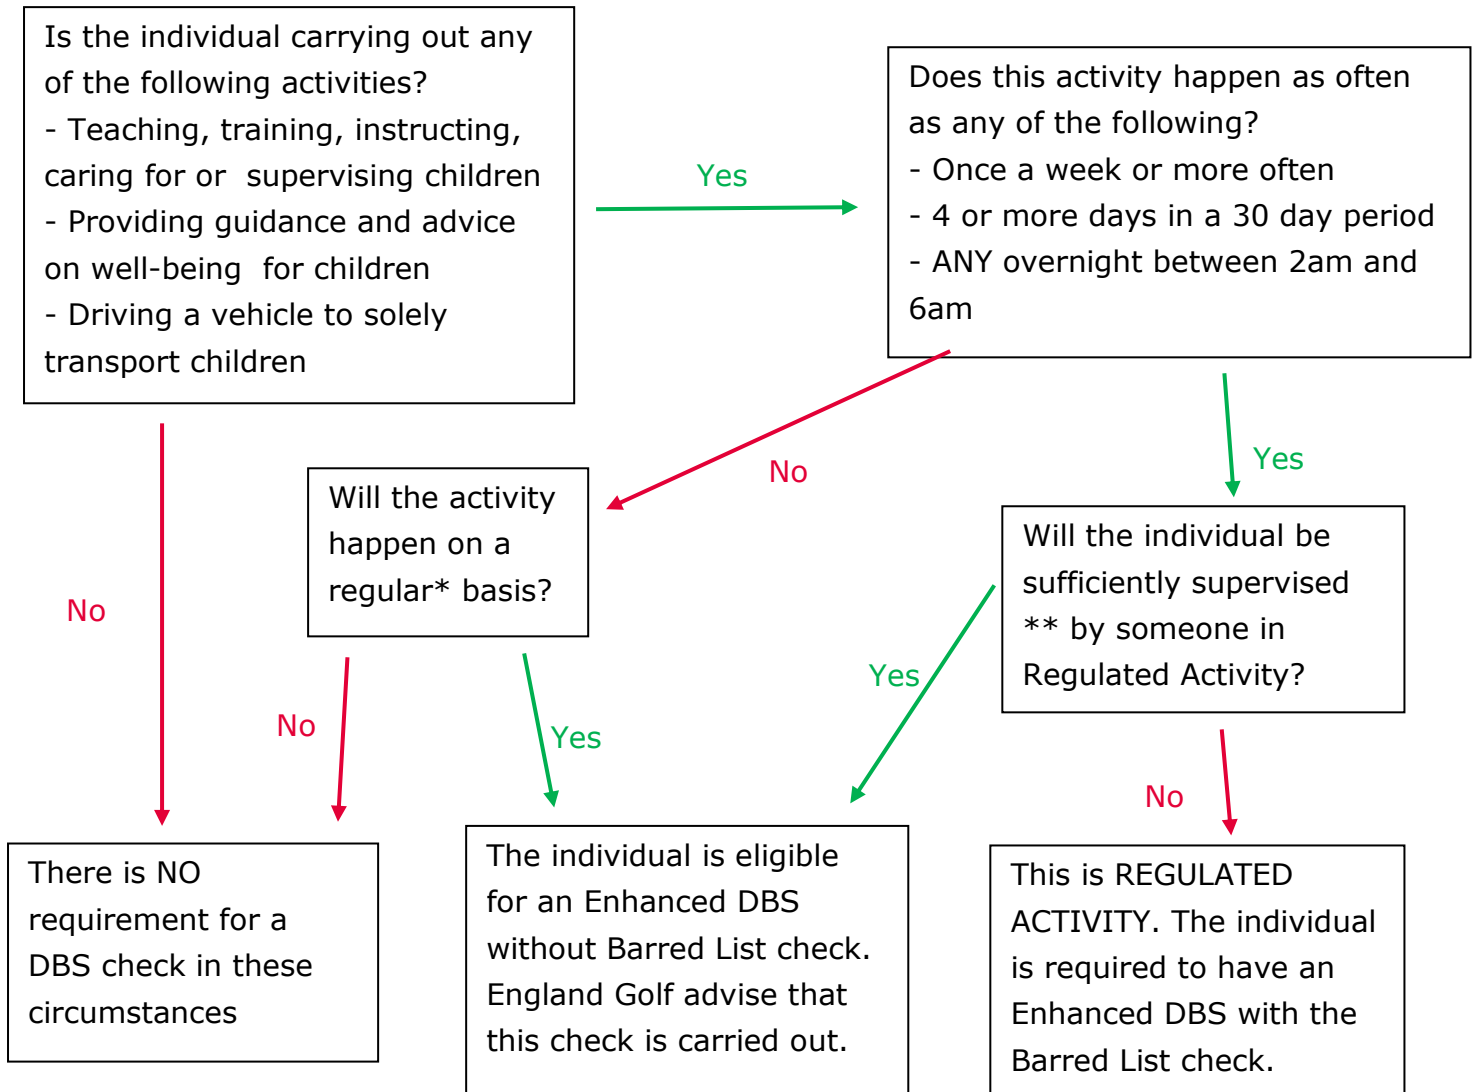 Is the individual carrying out any
of the following activities?
- Teaching, training, instructing,
caring for or supervising children
- Providing guidance and advice
on well-being for children
- Driving a vehicle to solely
transport children
Yes
Does this activity happen as often
as any of the following?
- Once a week or more often
- 4 or more days in a 30 day period
- ANY overnight between 2am and
6am
No
No
Yes
Will the activity
happen on a
regular* basis?
Will the individual be
sufficiently supervised
** by someone in
Regulated Activity?
No
Yes
Yes
No
There is NO
requirement for a
DBS check in these
circumstances
The individual is eligible
for an Enhanced DBS
without Barred List check.
England Golf advise that
this check is carried out.
This is REGULATED
ACTIVITY. The individual
is required to have an
Enhanced DBS with the
Barred List check.